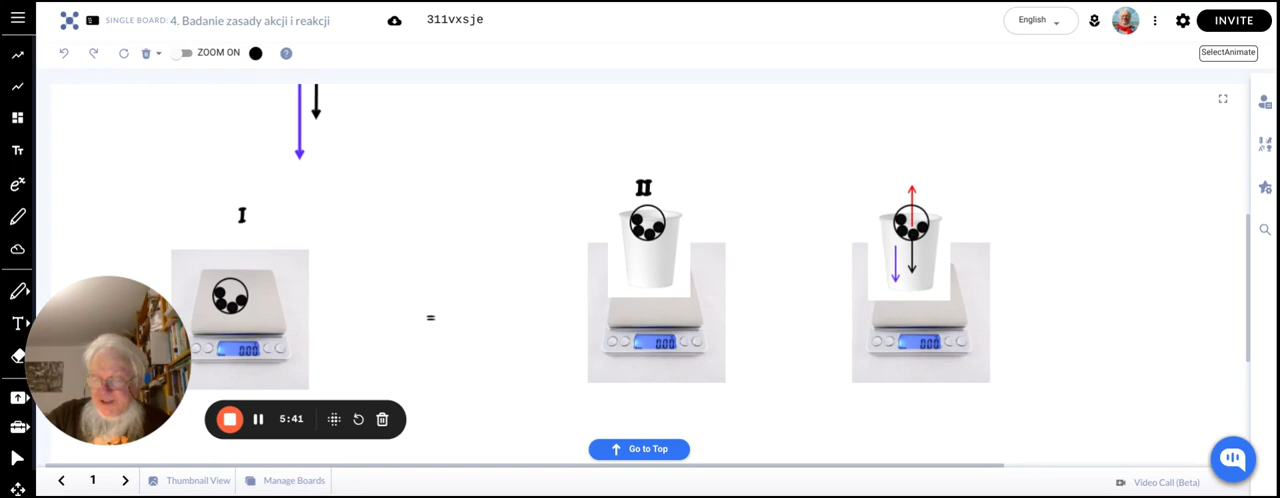 SINGLE BOARD: 4. Badanie zasady akcji i reakcji
311vxsje
English
INVITE
ZOOM ON
SelectAnimate
I
II
=
0.00
0.00
0.00
5:41
Go to Top
1
Thumbnail View
Manage Boards
Video Call (Beta)